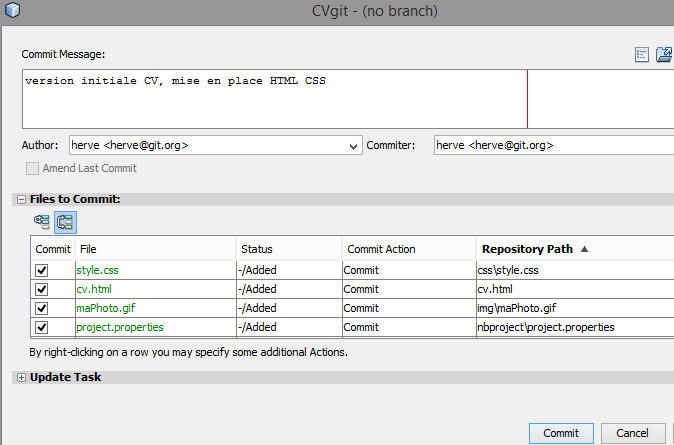 CVgit - (no branch)
Commit Message:
version initiale CV, mise en place HTML CSS
Author: herve <herve@git.org> Commiter: herve <herve@git.org>
Amend Last Commit
Files to Commit:
Commit File Status Commit Action Repository Path
style.css -/Added Commit css\style.css
cv.html -/Added Commit cv.html
maPhoto.gif -/Added Commit img\maPhoto.gif
project.properties -/Added Commit nbproject\project.properties
By right-clicking on a row you may specify some additional Actions.
Update Task
Commit Cancel